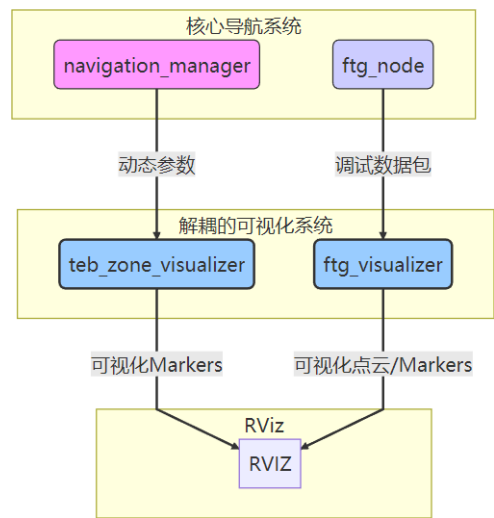 核心导航系统
navigation_manager
ftg_node
动态参数
调试数据包
解耦的可视化系统
teb_zone_visualizer
ftg_visualizer
可视化Markers
可视化点云/Markers
RViz
RVIZ